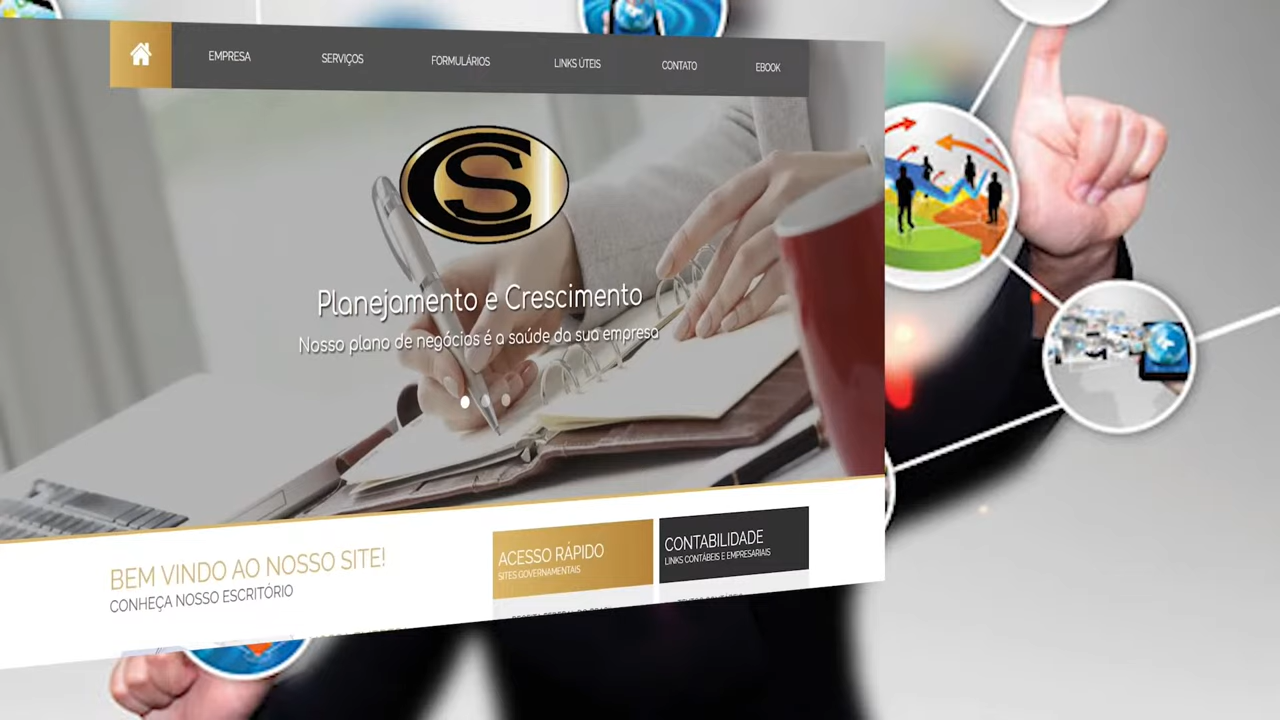 EMPRESA
SERVIÇOS
FORMULÁRIOS
LINKS ÚTEIS
CONTATO
EBOOK
CS
Planejamento e Crescimento
Nosso plano de negócios é a saúde da sua empresa
BEM VINDO AO NOSSO SITE!
CONHEÇA NOSSO ESCRITÓRIO
ACESSO RÁPIDO
SITES GOVERNAMENTAIS
CONTABILIDADE
LINKS CONTÁBEIS E EMPRESARIAIS